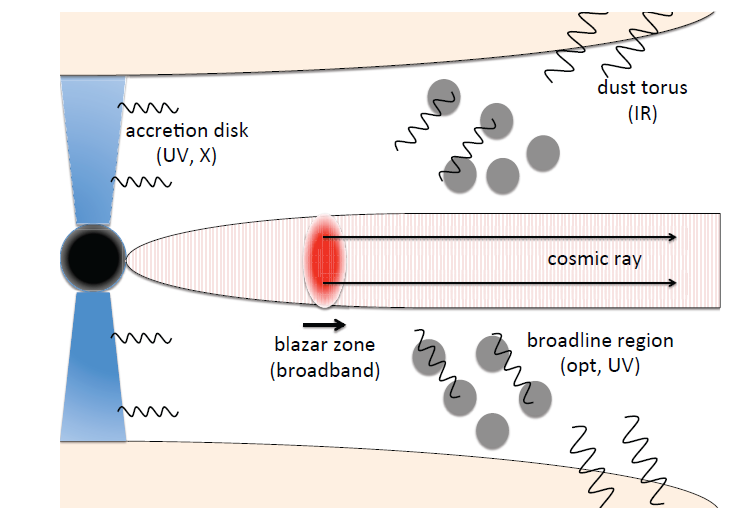 dust torus
(IR)
accretion disk
(UV, X)
cosmic ray
blazar zone
(broadband)
broadline region
(opt, UV)